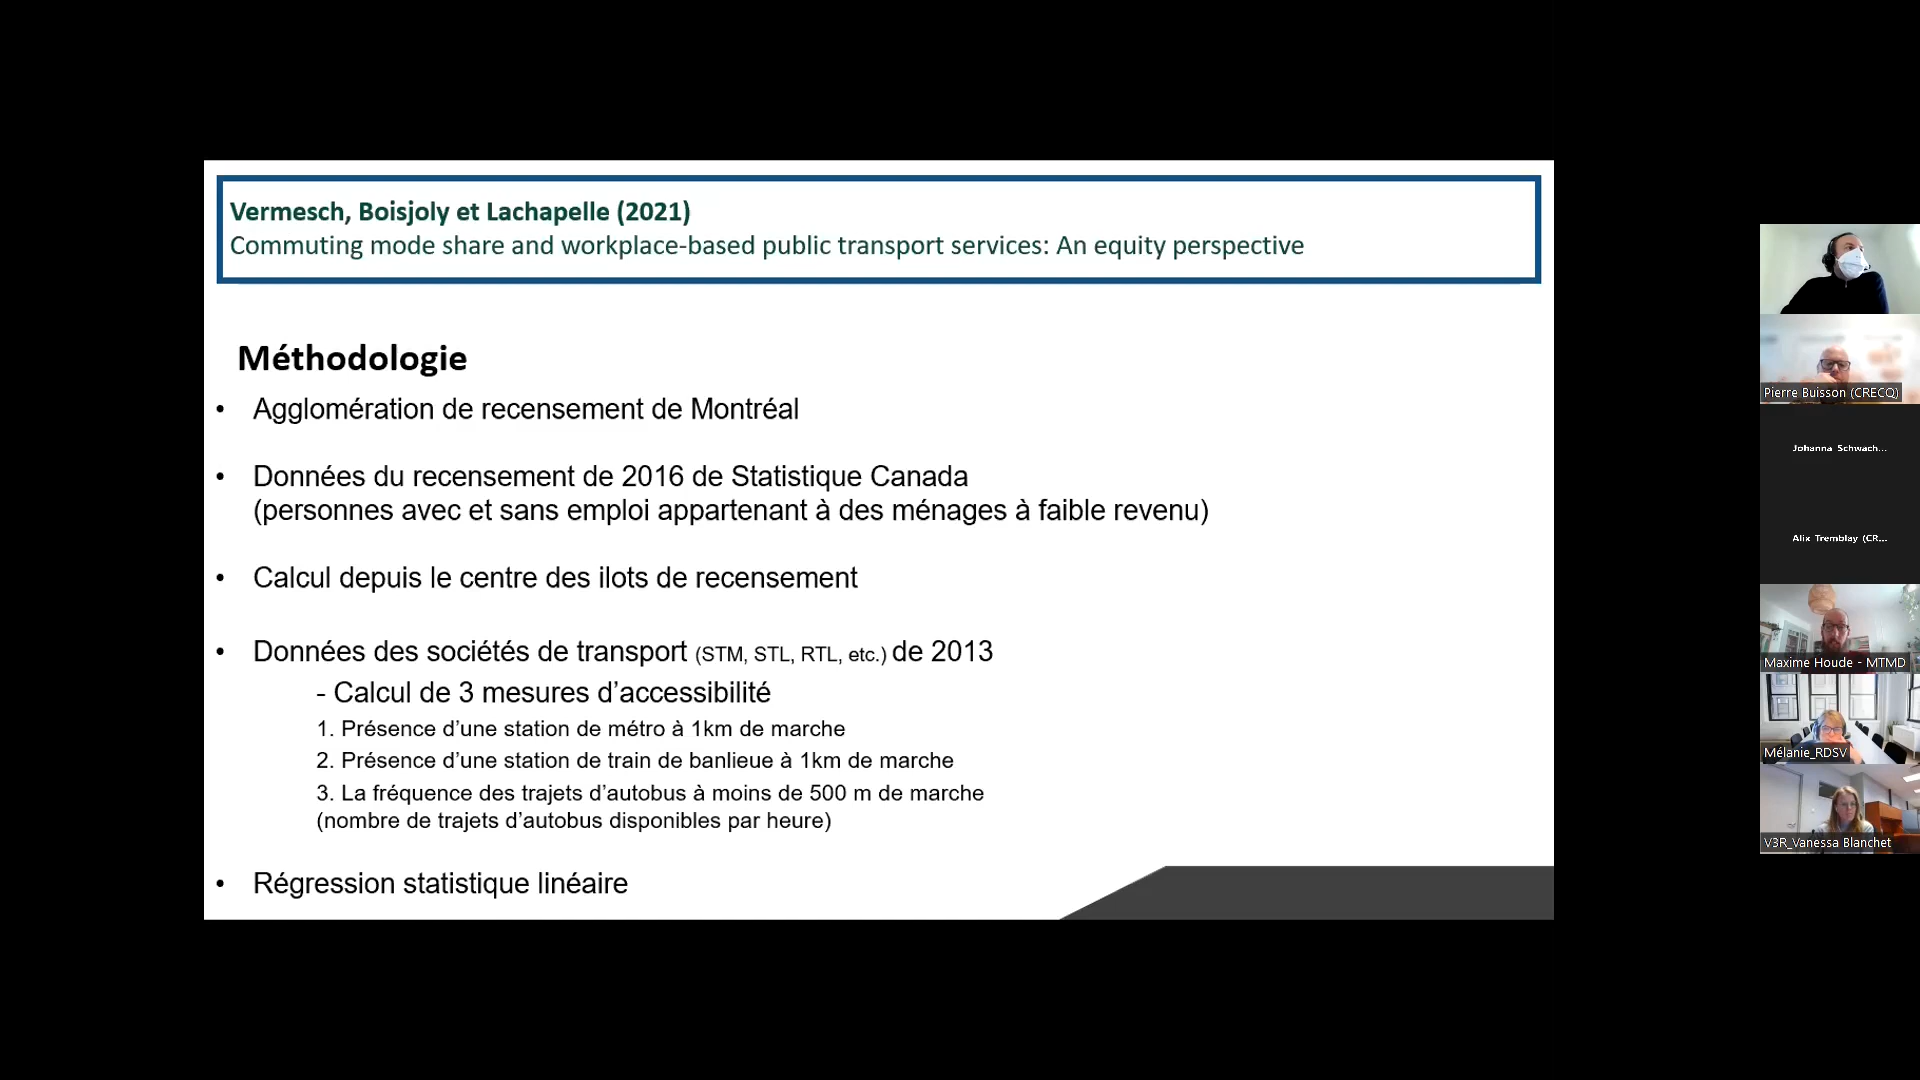 Vermesch, Boisjoly et Lachapelle (2021)
Commuting mode share and workplace-based public transport services: An equity perspective
Méthodologie
• Agglomération de recensement de Montréal
• Données du recensement de 2016 de Statistique Canada
(personnes avec et sans emploi appartenant à des ménages à faible revenu)
• Calcul depuis le centre des ilots de recensement
• Données des sociétés de transport (STM, STL, RTL, etc.) de 2013
- Calcul de 3 mesures d’accessibilité
1. Présence d’une station de métro à 1km de marche
2. Présence d’une station de train de banlieue à 1km de marche
3. La fréquence des trajets d’autobus à moins de 500 m de marche
(nombre de trajets d’autobus disponibles par heure)
• Régression statistique linéaire
Pierre Buisson (CRECQ)
Johanna Schwach...
Alix Tremblay (CR...
Maxime Houde - MTMD
Mélanie_RDSV
V3R_Vanessa Blanchet